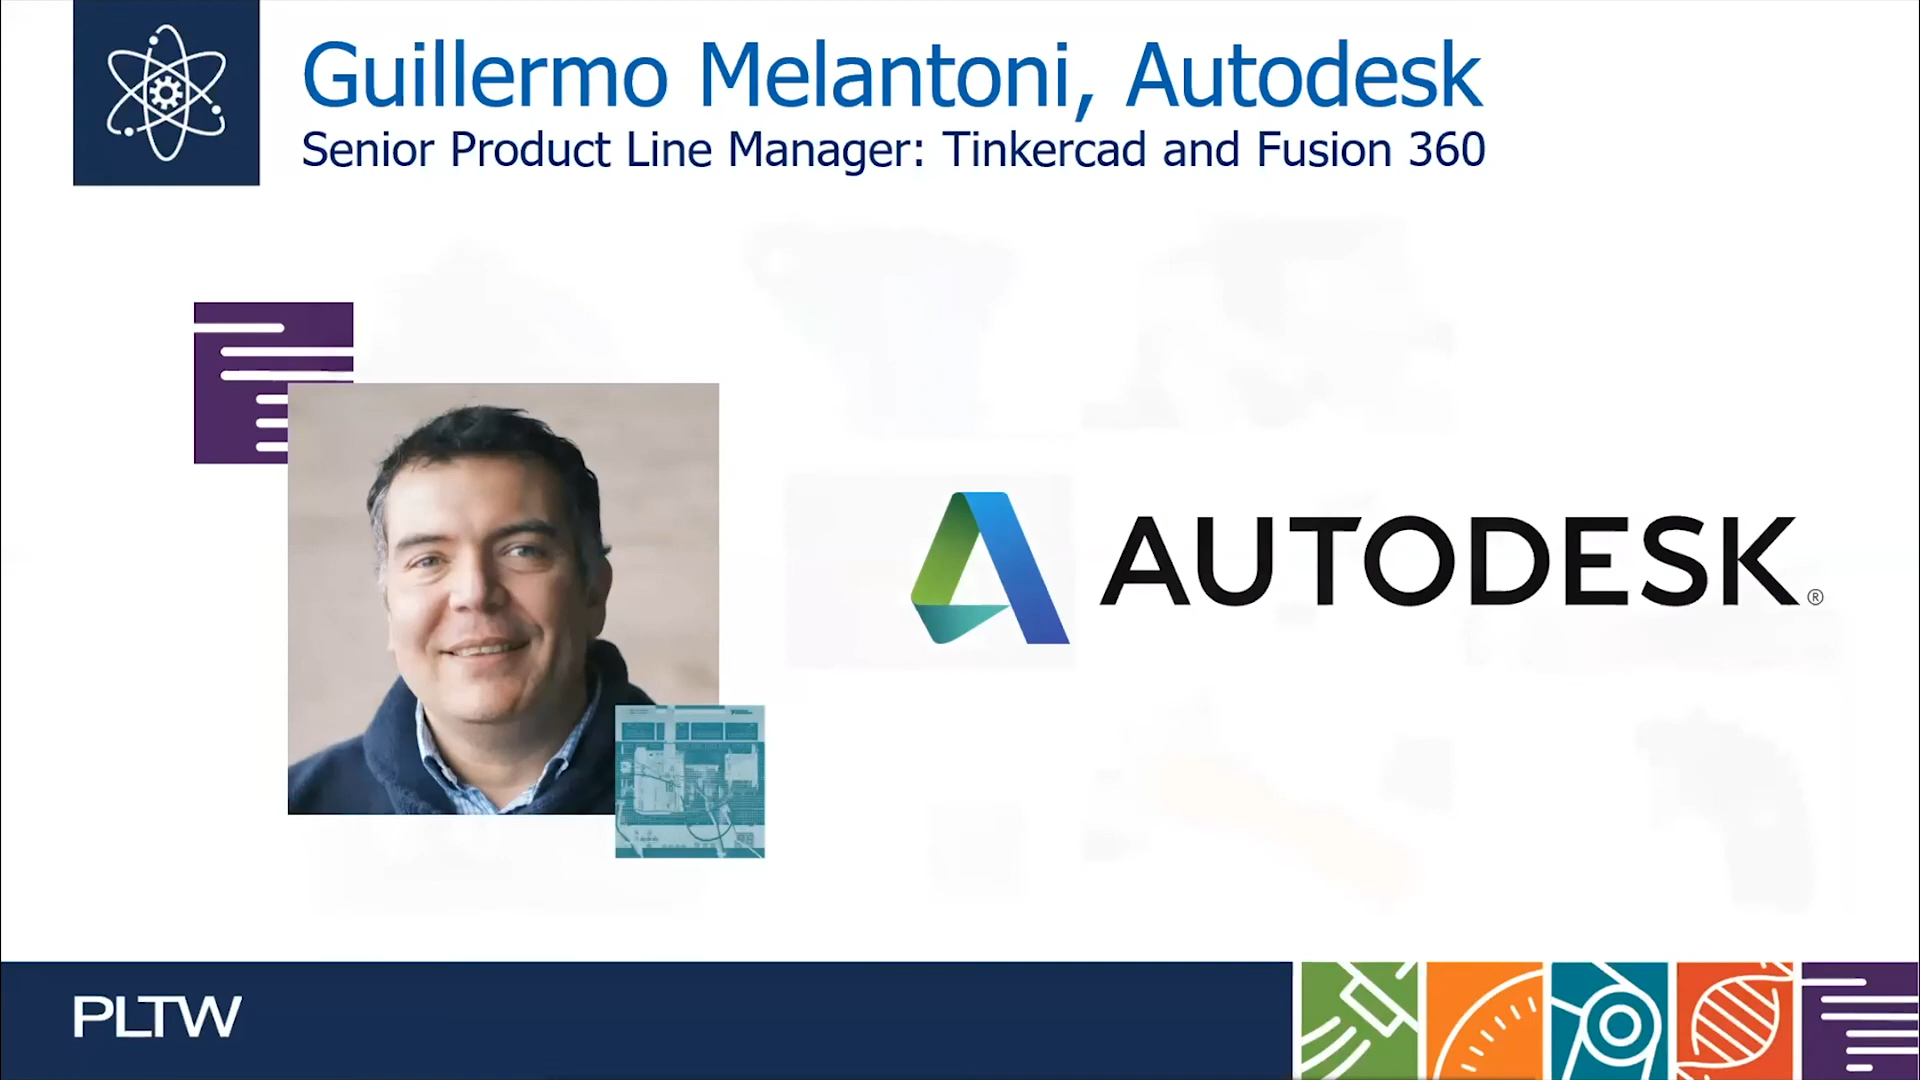 Guillermo Melantoni, Autodesk
Senior Product Line Manager: Tinkercad and Fusion 360
AUTODESK®
PLTW